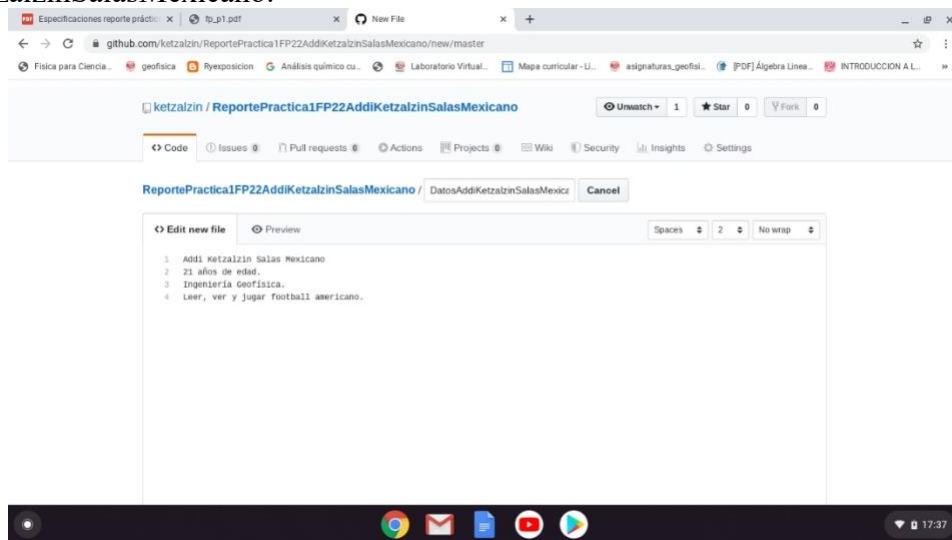 zalzinSalasMexicano.
Especificaciones reporte práctic
fp_p1.pdf
New File
github.com/ketzalzin/ReportePractica1FP22AddiKetzalzinSalasMexicano/new/master
Física para Ciencia... geofisica Ryexposicion Análisis químico cu... Laboratorio Virtual... Mapa curricular - Li... asignaturas_geofisi... [PDF] Álgebra Linea... INTRODUCCION A L...
ketzalzin / ReportePractica1FP22AddiKetzalzinSalasMexicano
Unwatch 1 Star 0 Fork 0
Code Issues 0 Pull requests 0 Actions Projects 0 Wiki Security Insights Settings
ReportePractica1FP22AddiKetzalzinSalasMexicano / DatosAddiKetzalzinSalasMexica Cancel
Edit new file Preview Spaces 2 No wrap
1 Addi Ketzalzin Salas Mexicano
2 21 años de edad.
3 Ingeniería Geofísica.
4 Leer, ver y jugar football americano.
17:37